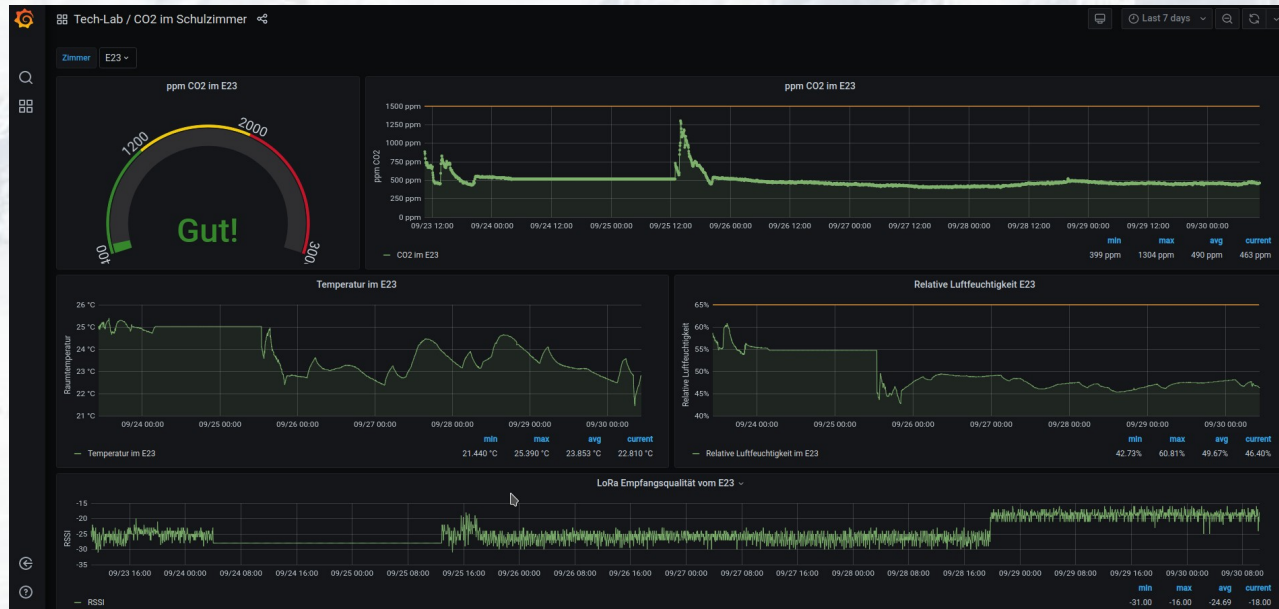 Tech-Lab / CO2 im Schulzimmer
Last 7 days
Zimmer
E23
ppm CO2 im E23
400
1200
2000
300.
Gut!
ppm CO2 im E23
ppm CO2
1500 ppm
1250 ppm
1000 ppm
750 ppm
500 ppm
250 ppm
0 ppm
09/23 12:00 09/24 00:00 09/24 12:00 09/25 00:00 09/25 12:00 09/26 00:00 09/26 12:00 09/27 00:00 09/27 12:00 09/28 00:00 09/28 12:00 09/29 00:00 09/29 12:00 09/30 00:00
min max avg current
CO2 im E23 399 ppm 1304 ppm 490 ppm 463 ppm
Temperatur im E23
Raumtemperatur
26 °C
25 °C
24 °C
23 °C
22 °C
21 °C
09/24 00:00 09/25 00:00 09/26 00:00 09/27 00:00 09/28 00:00 09/29 00:00 09/30 00:00
min max avg current
Temperatur im E23 21.440 °C 25.390 °C 23.853 °C 22.810 °C
Relative Luftfeuchtigkeit E23
Relative Luftfeuchtigkeit
65%
60%
55%
50%
45%
40%
09/24 00:00 09/25 00:00 09/26 00:00 09/27 00:00 09/28 00:00 09/29 00:00 09/30 00:00
min max avg current
Relative Luftfeuchtigkeit im E23 42.73% 60.81% 49.67% 46.40%
LoRa Empfangsqualität vom E23
RSSI
-15
-20
-25
-30
-35
09/23 16:00 09/24 00:00 09/24 08:00 09/24 16:00 09/25 00:00 09/25 08:00 09/25 16:00 09/26 00:00 09/26 08:00 09/26 16:00 09/27 00:00 09/27 08:00 09/27 16:00 09/28 00:00 09/28 08:00 09/28 16:00 09/29 00:00 09/29 08:00 09/29 16:00 09/30 00:00 09/30 08:00
min max avg current
RSSI -31.00 -16.00 -24.69 -18.00